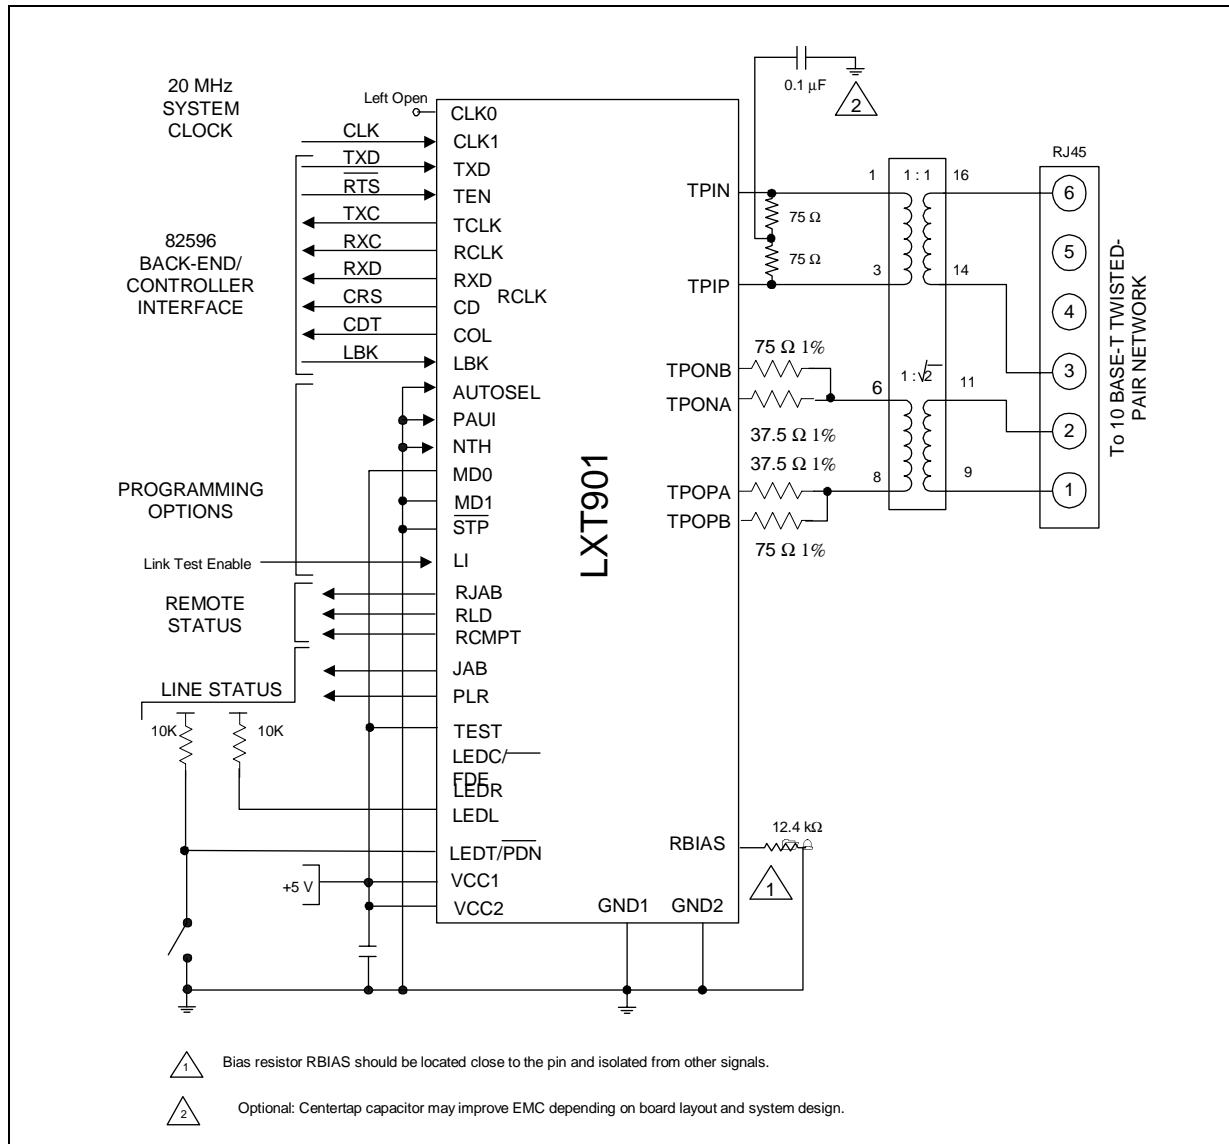 20 MHz
SYSTEM
CLOCK
82596
BACK-END/
CONTROLLER
INTERFACE
PROGRAMMING
OPTIONS
Link Test Enable
REMOTE
STATUS
LINE STATUS
10K
10K
+5 V
Left Open
CLK
TXD
RTS
TXC
RXC
RXD
CRS
CDT
LBK
CLK0
CLK1
TXD
TEN
TCLK
RCLK
RXD
RCLK
CD
COL
LBK
AUTOSEL
PAUI
NTH
MD0
MD1
STP
LI
RJAB
RLD
RCMPT
JAB
PLR
TEST
LEDC/
FDE
LEDR
LEDL
LEDT/PDN
VCC1
VCC2
LXT901
GND1
GND2
TPIN
TPIP
TPONB
TPONA
TPOPA
TPOPB
RBIAS
0.1 μF
2
75 Ω
75 Ω
75 Ω 1%
37.5 Ω 1%
37.5 Ω 1%
75 Ω 1%
12.4 kΩ
1
1
1 : 1
16
3
14
6
1 : √2
11
8
9
RJ45
6
5
4
3
2
1
To 10 BASE-T TWISTED-
PAIR NETWORK
1 Bias resistor RBIAS should be located close to the pin and isolated from other signals.
2 Optional: Centertap capacitor may improve EMC depending on board layout and system design.